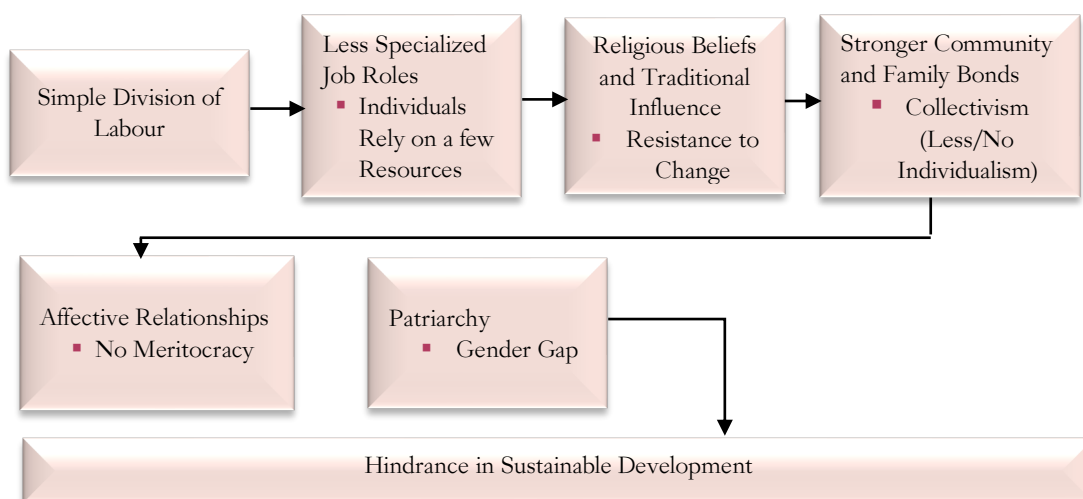 Simple Division of
Labour
Less Specialized
Job Roles
▪ Individuals
Rely on a few
Resources
Religious Beliefs
and Traditional
Influence
▪ Resistance to
Change
Stronger Community
and Family Bonds
▪ Collectivism
(Less/No
Individualism)
Affective Relationships
▪ No Meritocracy
Patriarchy
▪ Gender Gap
Hindrance in Sustainable Development